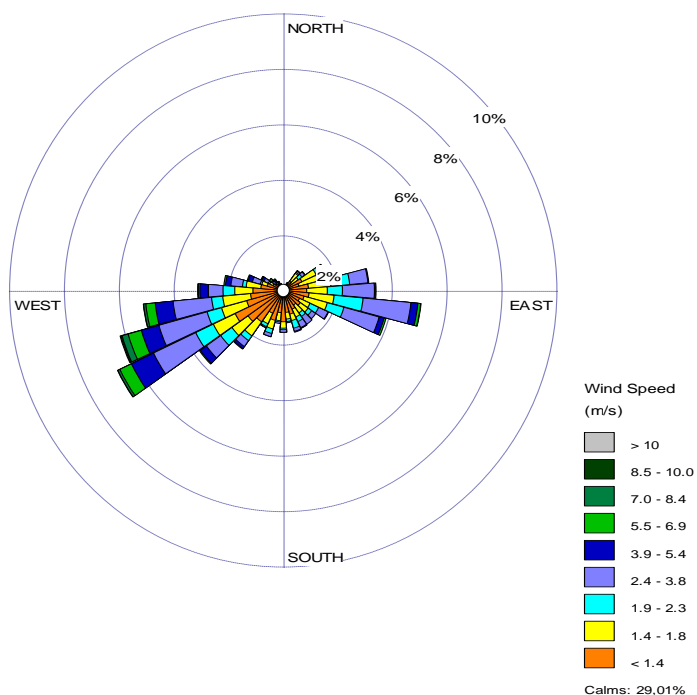 NORTH
10%
8%
6%
4%
2%
WEST
EAST
SOUTH
Wind Speed
(m/s)
> 10
8.5 - 10.0
7.0 - 8.4
5.5 - 6.9
3.9 - 5.4
2.4 - 3.8
1.9 - 2.3
1.4 - 1.8
< 1.4
Calms: 29,01%